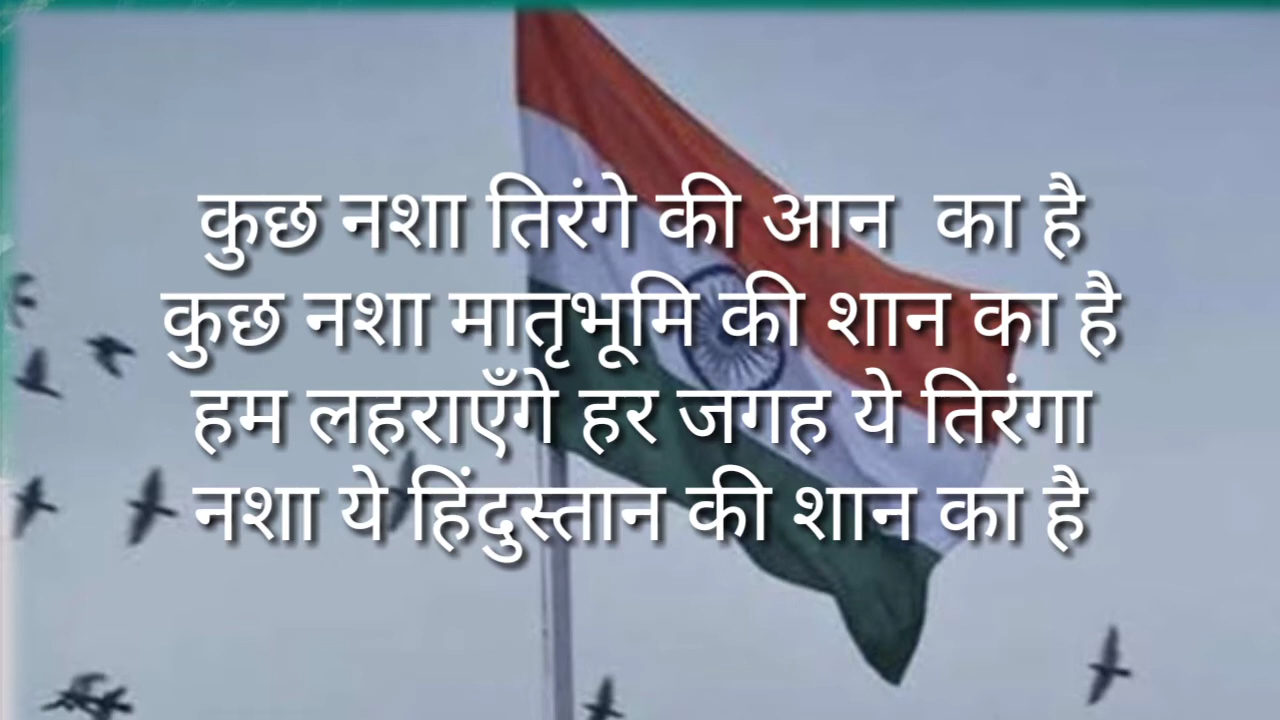 कुछ नशा तिरंगे की आन का है
कुछ नशा मातृभूमि की शान का है
हम लहराएँगे हर जगह ये तिरंगा
नशा ये हिंदुस्तान की शान का है